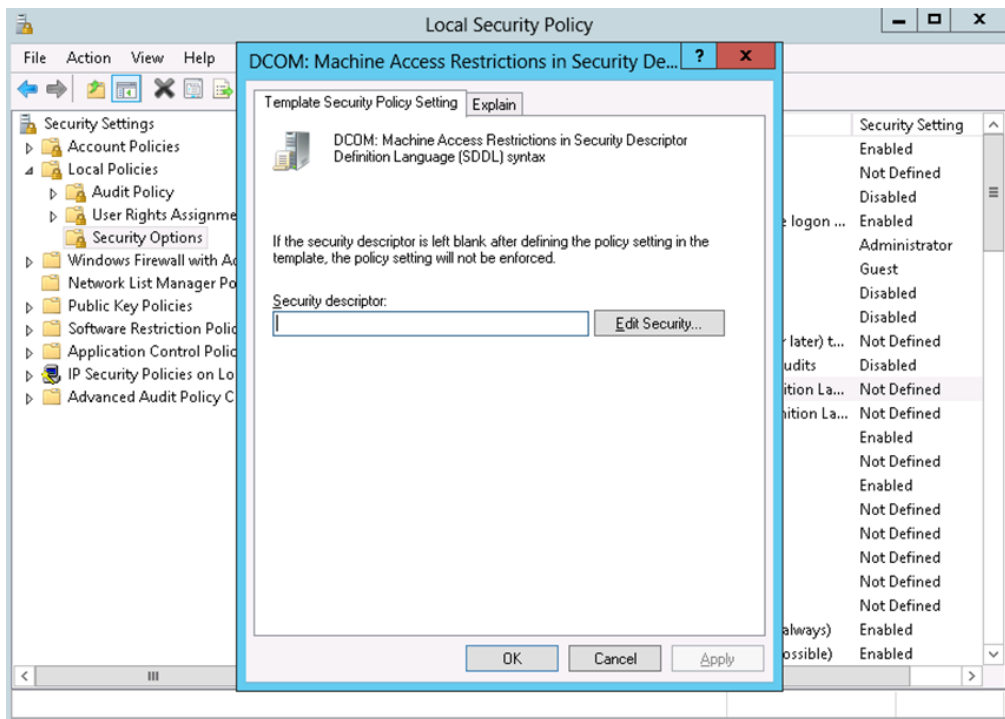 Local Security Policy
File Action View Help
DCOM: Machine Access Restrictions in Security De...
? x
Template Security Policy Setting
Explain
DCOM: Machine Access Restrictions in Security Descriptor
Definition Language (SDDL) syntax
If the security descriptor is left blank after defining the policy setting in the
template, the policy setting will not be enforced.
Security descriptor:
Edit Security...
OK
Cancel
Apply
Security Settings
Account Policies
Local Policies
Audit Policy
User Rights Assignme
Security Options
Windows Firewall with Ad
Network List Manager Po
Public Key Policies
Software Restriction Polic
Application Control Polic
IP Security Policies on Lo
Advanced Audit Policy C
Security Setting
Enabled
Not Defined
Disabled
e logon ... Enabled
Administrator
Guest
Disabled
Disabled
r later) t... Not Defined
udits Disabled
ition La... Not Defined
nition La... Not Defined
Enabled
Not Defined
Enabled
Not Defined
Not Defined
Not Defined
Not Defined
Not Defined
always) Enabled
ossible) Enabled